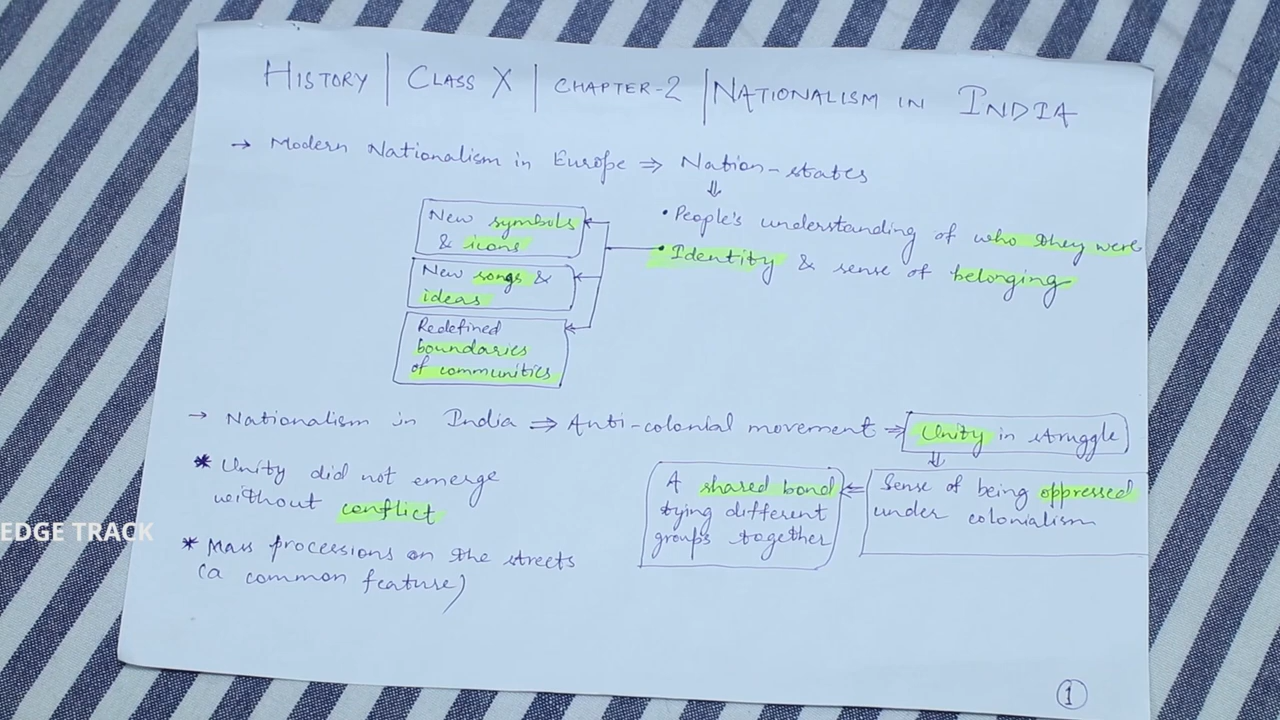 HISTORY | CLASS X | CHAPTER-2 | NATIONALISM IN INDIA
→ Modern Nationalism in Europe ⇒ Nation-states
⇓
• People's understanding of who they were
• Identity & sense of belonging
New symbols
& icons
New songs &
ideas
Redefined
boundaries
of communities
→ Nationalism in India ⇒ Anti-colonial movement ⇒ Unity in struggle
⇓
Sense of being oppressed
under colonialism
⇐
A shared bond
tying different
groups together
* Unity did not emerge
without conflict
* Mass processions on the streets
(a common feature)
EDGE TRACK
1